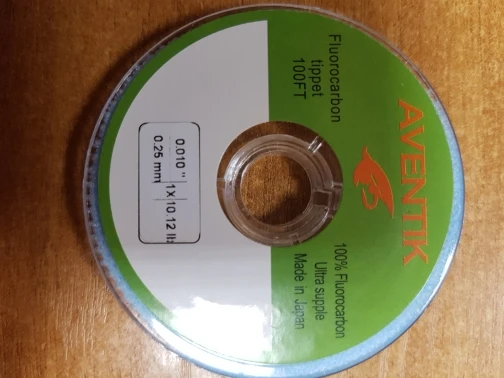 AVENTIK
Fluorocarbon
tippet
100FT
100% Fluorocarbon
Ultra supple
Made in Japan
0.010 " 1X 10.12 lb
0.25 mm